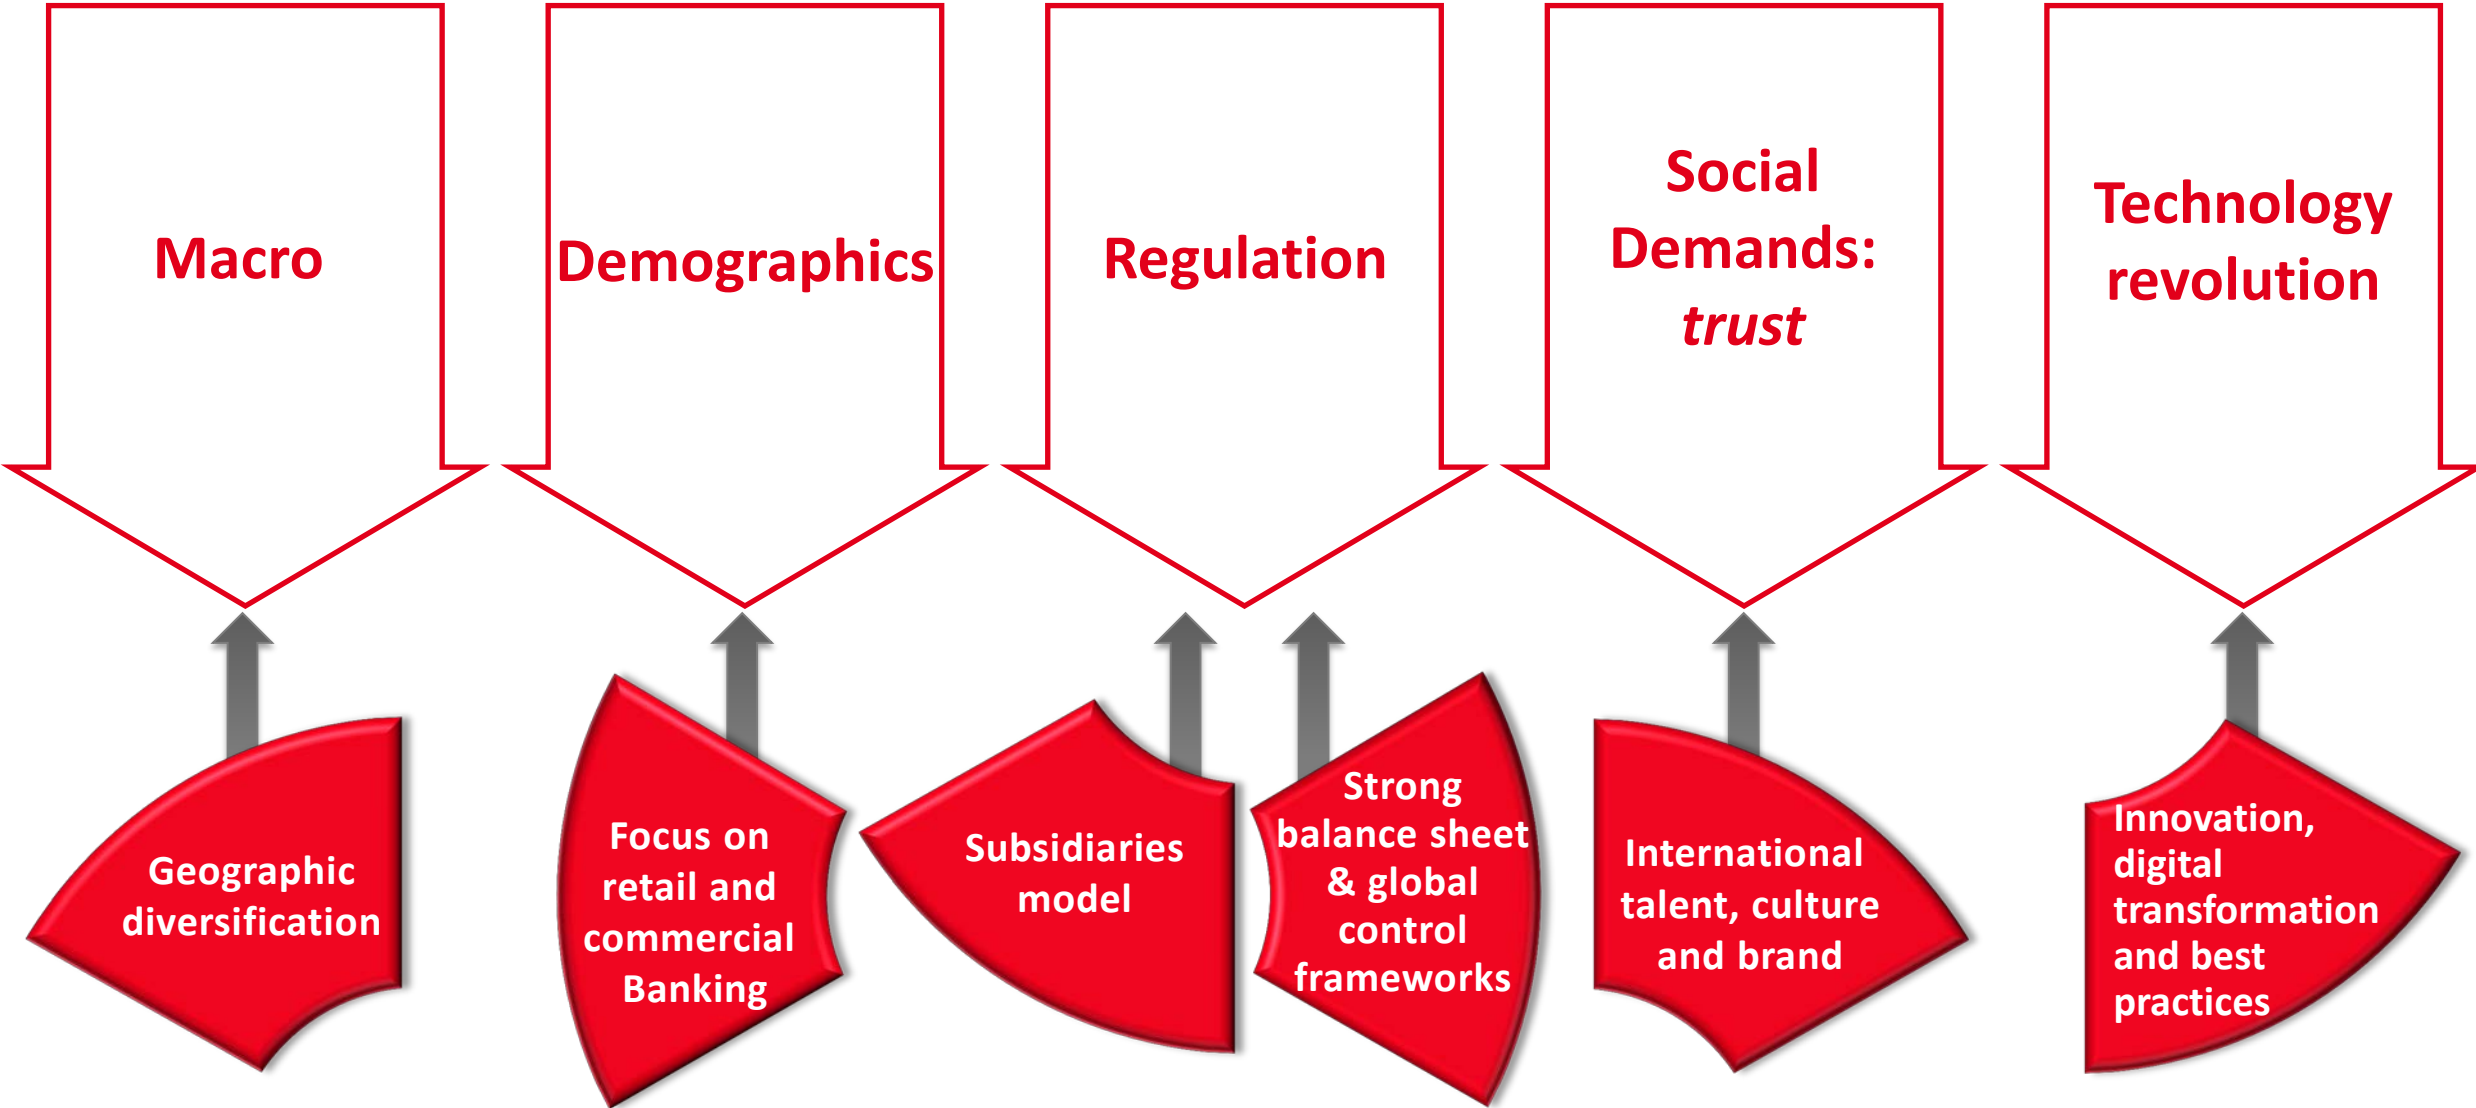 Macro
Demographics
Regulation
Social
Demands:
trust
Technology
revolution
Geographic
diversification
Focus on
retail and
commercial
Banking
Subsidiaries
model
Strong
balance sheet
& global
control
frameworks
International
talent, culture
and brand
Innovation,
digital
transformation
and best
practices